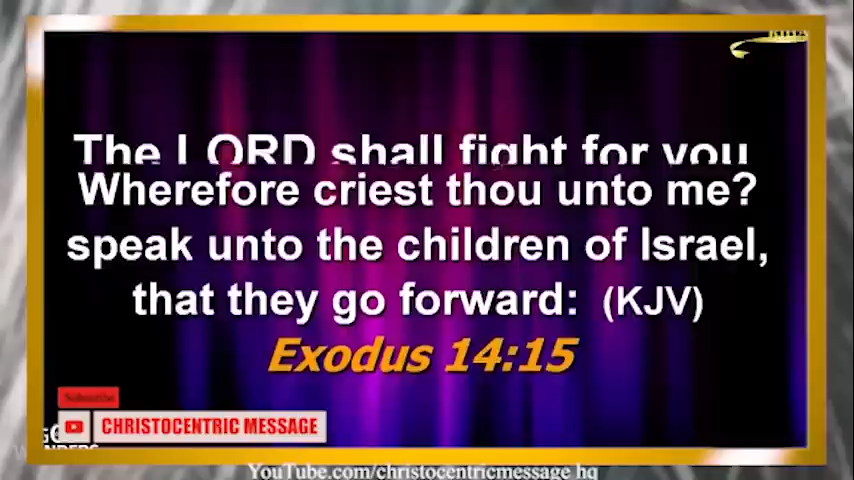 The LORD shall fight for you
Wherefore criest thou unto me?
speak unto the children of Israel,
that they go forward: (KJV)
Exodus 14:15
Subscribe
CHRISTOCENTRIC MESSAGE
YouTube.com/christocentricmessage hq